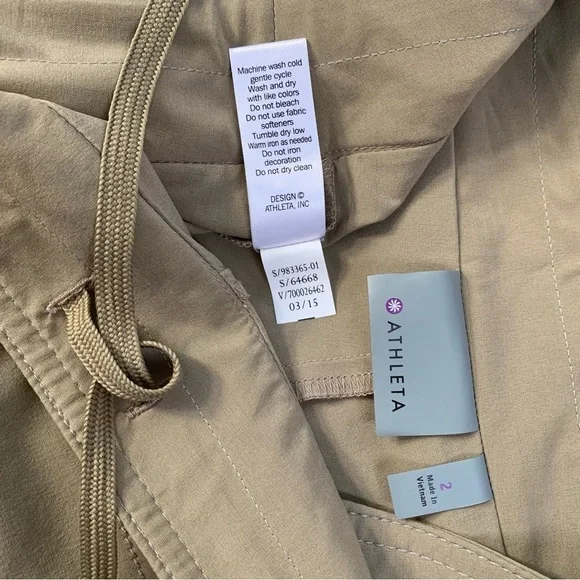 Machine wash cold
gentle cycle
Wash and dry
with like colors
Do not bleach
Do not use fabric
softeners
Tumble dry low
Warm iron as needed
Do not iron
decoration
Do not dry clean
DESIGN ©
ATHLETA, INC
S/983365-01
S/64668
V/700026462
03/15
ATHLETA
2
Made in
Vietnam